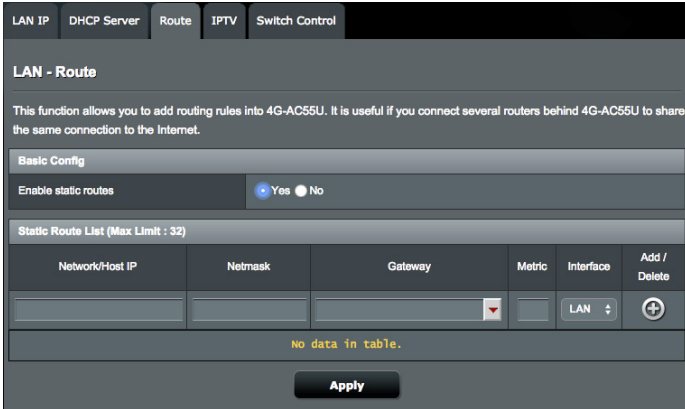 LAN IP DHCP Server Route IPTV Switch Control
LAN - Route
This function allows you to add routing rules into 4G-AC55U. It is useful if you connect several routers behind 4G-AC55U to share
the same connection to the Internet.
Basic Config
Enable static routes Yes No
Static Route List (Max Limit : 32)
Network/Host IP Netmask Gateway Metric Interface Add /
Delete
LAN
No data in table.
Apply